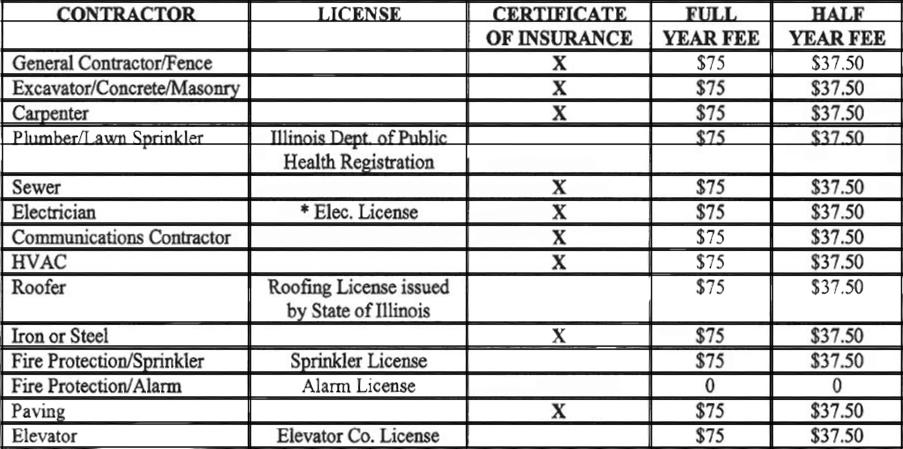 CONTRACTOR LICENSE CERTIFICATE FULL HALF
OF INSURANCE YEAR FEE YEAR FEE
General Contractor/Fence X $75 $37.50
Excavator/Concrete/Masonry X $75 $37.50
Carpenter X $75 $37.50
Plumber/Lawn Sprinkler Illinois Dept. of Public $75 $37.50
Health Registration
Sewer X $75 $37.50
Electrician * Elec. License X $75 $37.50
Communications Contractor X $75 $37.50
HVAC X $75 $37.50
Roofer Roofing License issued $75 $37.50
by State of Illinois
Iron or Steel X $75 $37.50
Fire Protection/Sprinkler Sprinkler License $75 $37.50
Fire Protection/Alarm Alarm License 0 0
Paving X $75 $37.50
Elevator Elevator Co. License $75 $37.50